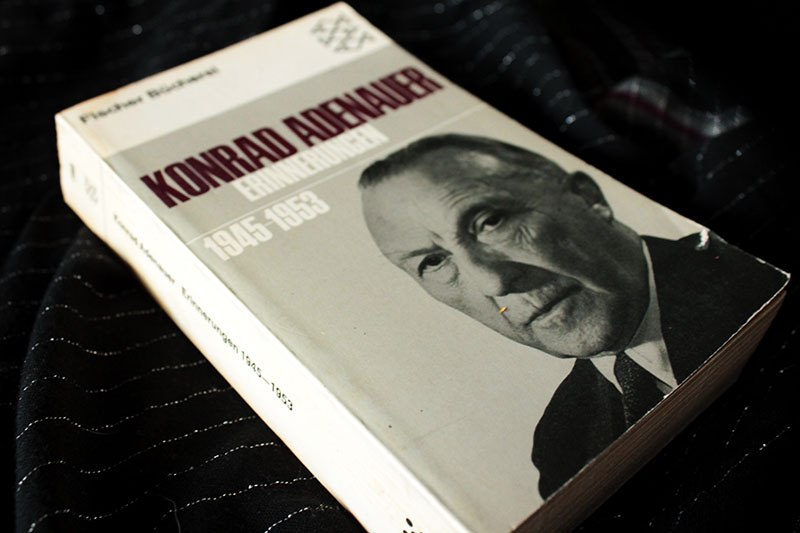 Fischer Bücherei
KONRAD ADENAUER
ERINNERUNGEN
1945-1953
Konrad Adenauer Erinnerungen 1945—1953